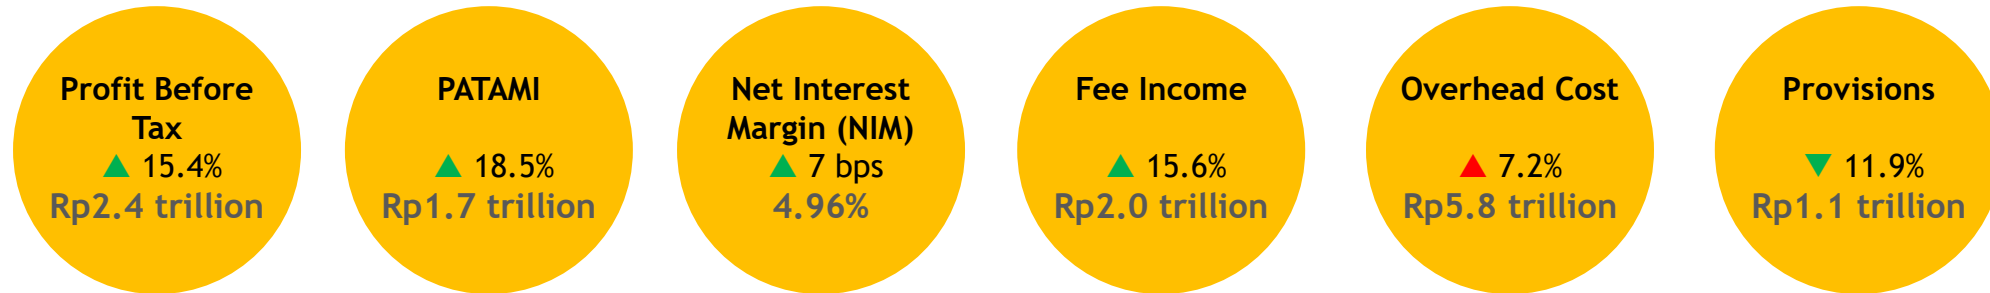 Profit Before
Tax
▲ 15.4%
Rp2.4 trillion
PATAMI
▲ 18.5%
Rp1.7 trillion
Net Interest
Margin (NIM)
▲ 7 bps
4.96%
Fee Income
▲ 15.6%
Rp2.0 trillion
Overhead Cost
▲ 7.2%
Rp5.8 trillion
Provisions
▼ 11.9%
Rp1.1 trillion